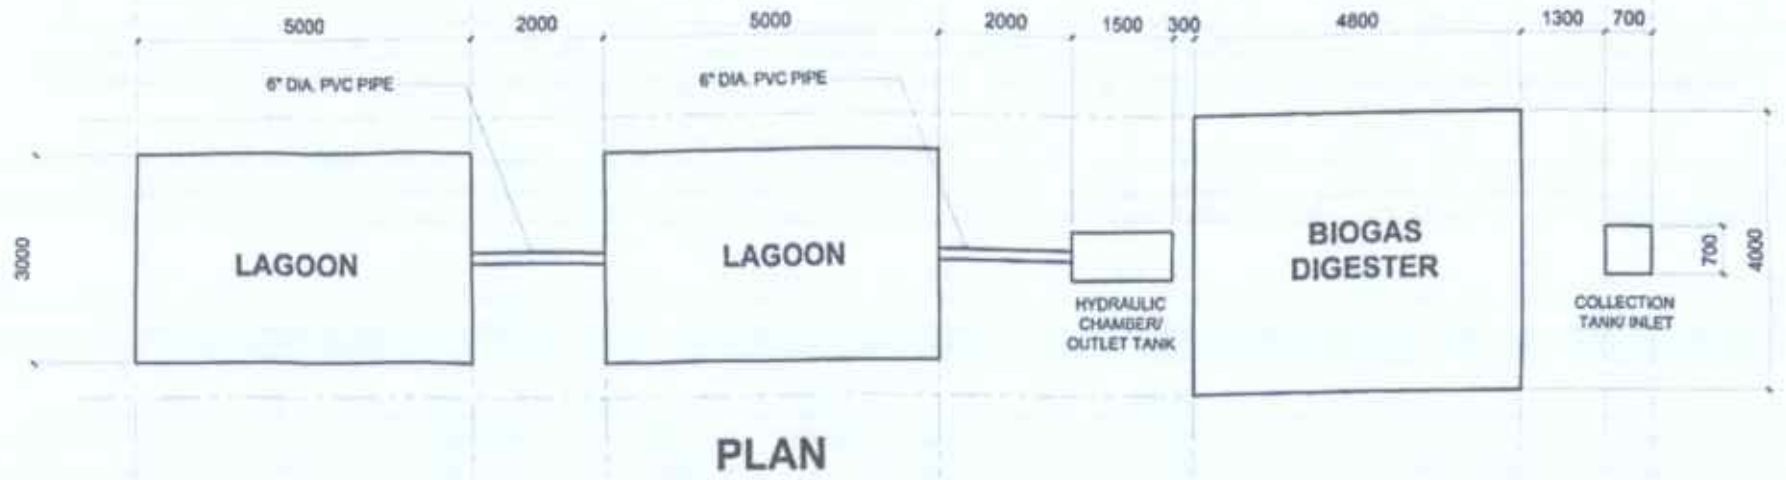 5000 2000 5000 2000 1500 300 4800 1300 700
6" DIA. PVC PIPE 6" DIA. PVC PIPE
3000 LAGOON LAGOON BIOGAS 700 4000
DIGESTER
HYDRAULIC COLLECTION
CHAMBER/ TANK/ INLET
OUTLET TANK
PLAN